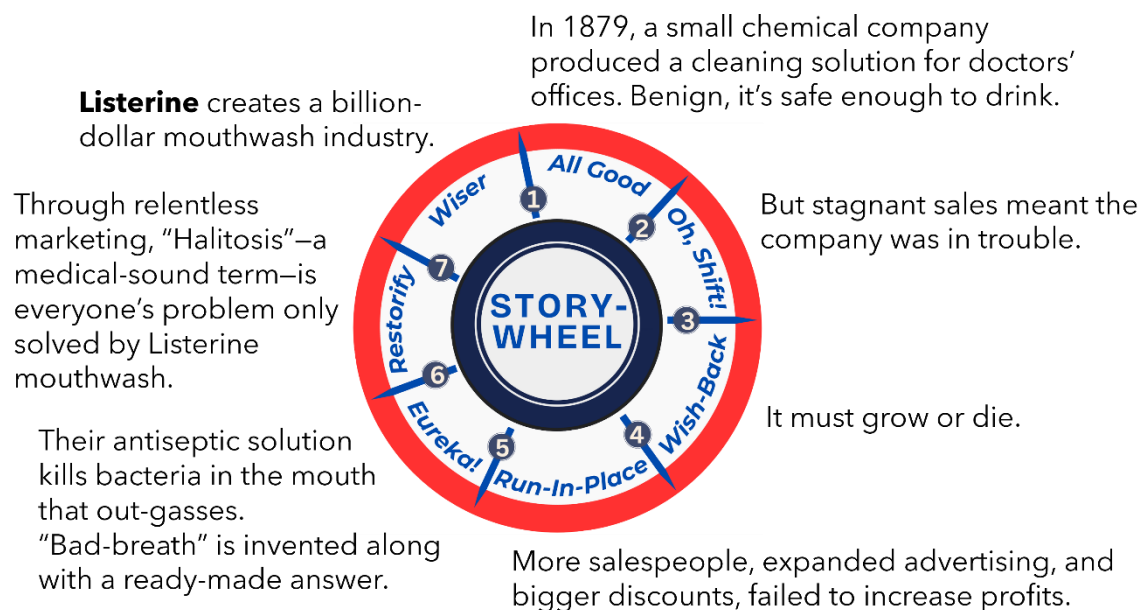 In 1879, a small chemical company
produced a cleaning solution for doctors’
offices. Benign, it’s safe enough to drink.
But stagnant sales meant the
company was in trouble.
It must grow or die.
More salespeople, expanded advertising, and
bigger discounts, failed to increase profits.
Their antiseptic solution
kills bacteria in the mouth
that out-gasses.
“Bad-breath” is invented along
with a ready-made answer.
Through relentless
marketing, “Halitosis”—a
medical-sound term—is
everyone’s problem only
solved by Listerine
mouthwash.
Listerine creates a billion-
dollar mouthwash industry.
STORY-
WHEEL
1
All Good
2
Oh, Shift!
3
Wish-Back
4
Run-In-Place
5
Eureka!
6
Restorify
7
Wiser